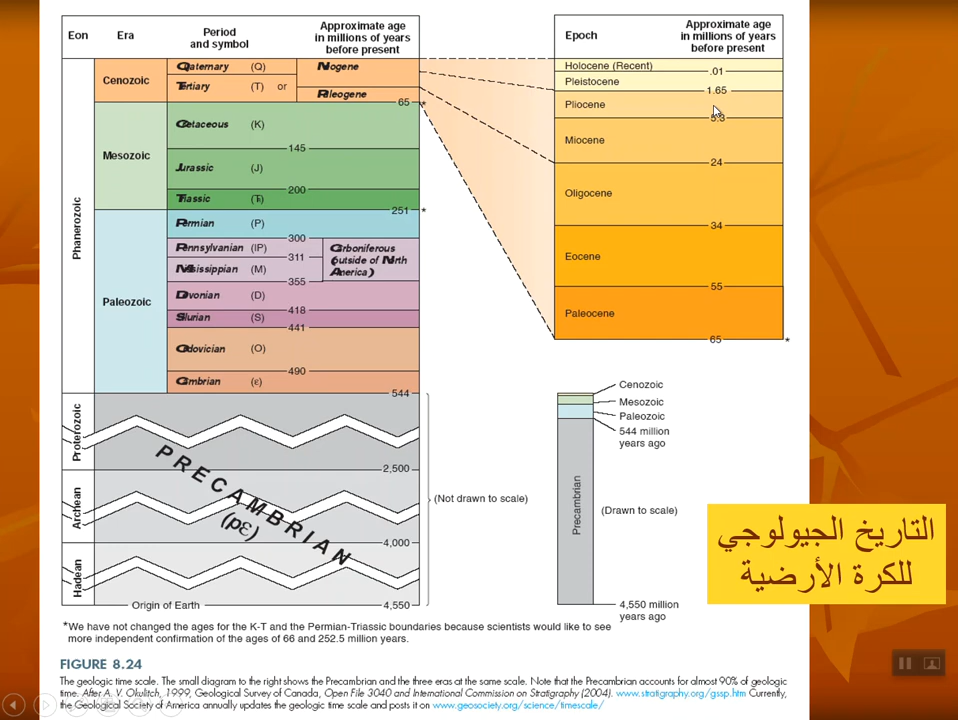 Eon
Era
Period
and symbol
Approximate age
in millions of years
before present
Phanerozoic
Cenozoic
Quaternary (Q)
Tertiary (T) or
Neogene
Paleogene
65 *
Mesozoic
Cretaceous (K)
145
Jurassic (J)
200
Triassic (Ŧ)
251 *
Paleozoic
Permian (P)
300
Pennsylvanian (IP)
311
Mississippian (M)
Carboniferous
(outside of North
America)
355
Devonian (D)
418
Silurian (S)
441
Ordovician (O)
490
Cambrian (ε)
544
Proterozoic
2,500
Archean
4,000
Hadean
PRECAMBRIAN
(pε)
Origin of Earth
4,550
(Not drawn to scale)
Epoch
Approximate age
in millions of years
before present
Holocene (Recent)
.01
Pleistocene
1.65
Pliocene
5.3
Miocene
24
Oligocene
34
Eocene
55
Paleocene
65 *
Cenozoic
Mesozoic
Paleozoic
544 million
years ago
Precambrian
(Drawn to scale)
4,550 million
years ago
التاريخ الجيولوجي
للكرة الأرضية
*We have not changed the ages for the K-T and the Permian-Triassic boundaries because scientists would like to see
more independent confirmation of the ages of 66 and 252.5 million years.
FIGURE 8.24
The geologic time scale. The small diagram to the right shows the Precambrian and the three eras at the same scale. Note that the Precambrian accounts for almost 90% of geologic
time. After A. V. Okulitch, 1999, Geological Survey of Canada, Open File 3040 and International Commission on Stratigraphy (2004). www.stratigraphy.org/gssp.htm Currently,
the Geological Society of America annually updates the geologic time scale and posts it on www.geosociety.org/science/timescale/